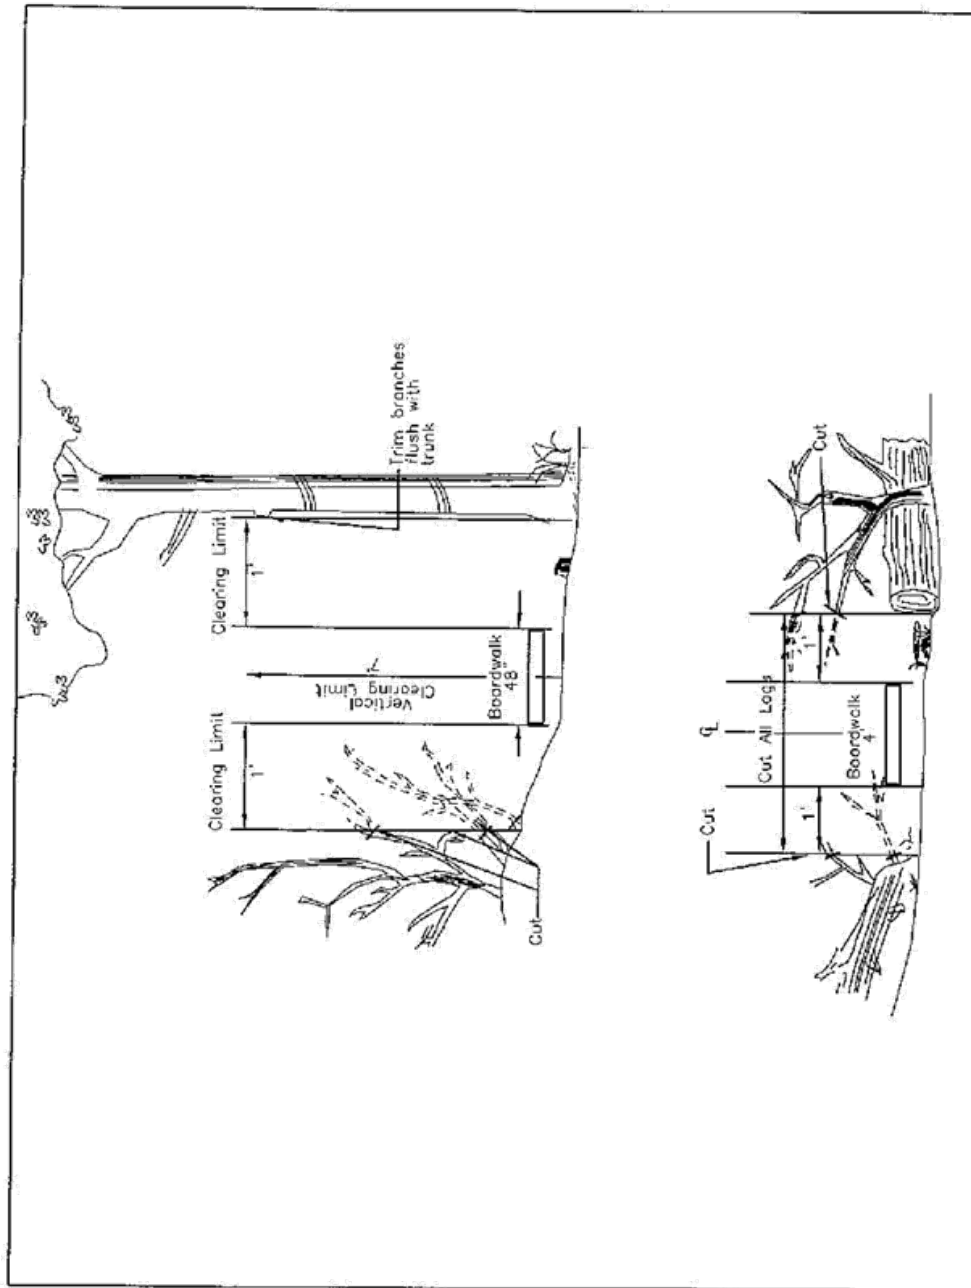 Clearing Limit
1'
Clearing Limit
1'
Vertical
Clearing Limit
7'
Boardwalk
48"
Trim branches
flush with
trunk
Cut
Cut
℄
Cut All Logs
1'
Boardwalk
4'
1'
Cut